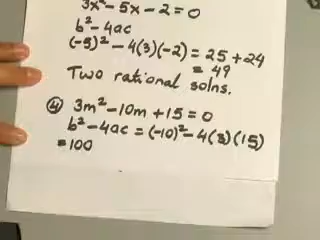 3x² - 5x - 2 = 0
b² - 4ac
(-5)² - 4(3)(-2) = 25 + 24
= 49
Two rational solns.
④ 3m² - 10m + 15 = 0
b² - 4ac = (-10)² - 4(3)(15)
= 100